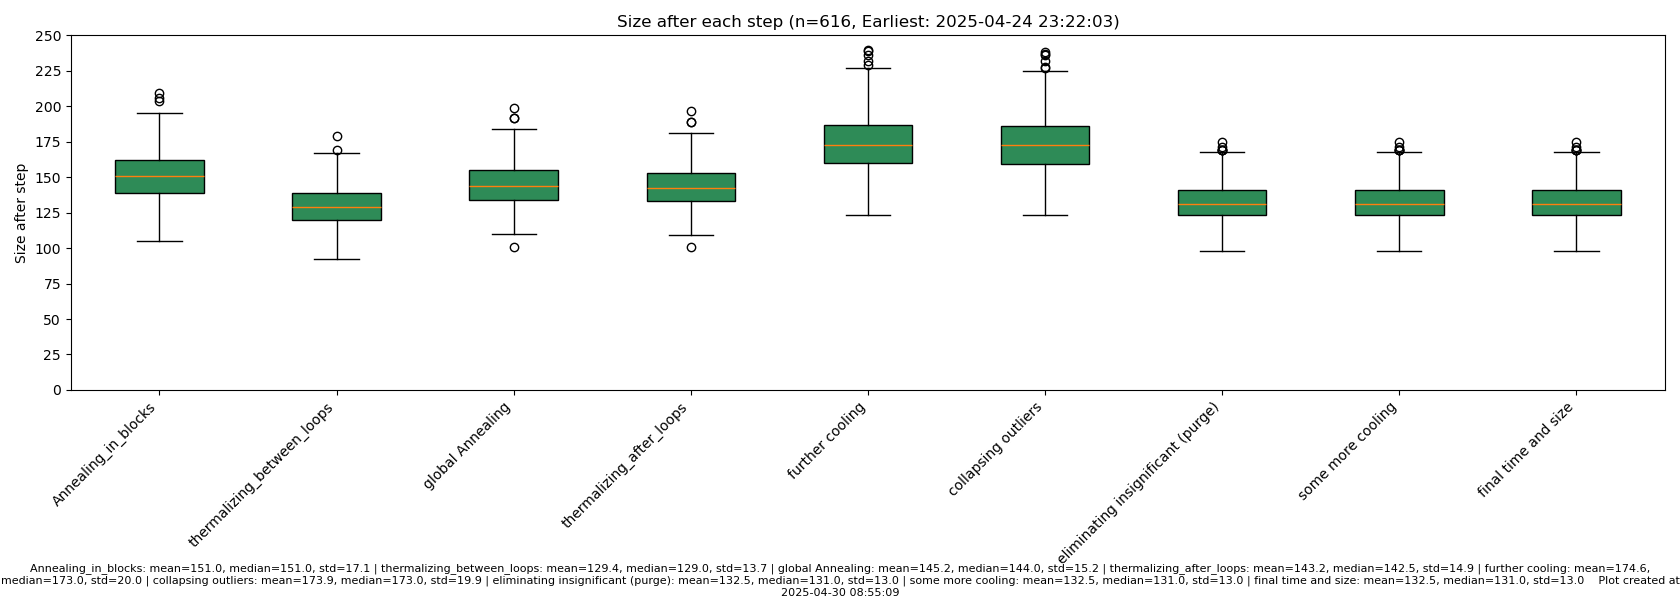 Size after each step (n=616, Earliest: 2025-04-24 23:22:03)
250
225
200
175
150
125
100
75
50
25
0
Size after step
Annealing_in_blocks
thermalizing_between_loops
global Annealing
thermalizing_after_loops
further cooling
collapsing outliers
eliminating insignificant (purge)
some more cooling
final time and size
Annealing_in_blocks: mean=151.0, median=151.0, std=17.1 | thermalizing_between_loops: mean=129.4, median=129.0, std=13.7 | global Annealing: mean=145.2, median=144.0, std=15.2 | thermalizing_after_loops: mean=143.2, median=142.5, std=14.9 | further cooling: mean=174.6,
median=173.0, std=20.0 | collapsing outliers: mean=173.9, median=173.0, std=19.9 | eliminating insignificant (purge): mean=132.5, median=131.0, std=13.0 | some more cooling: mean=132.5, median=131.0, std=13.0 | final time and size: mean=132.5, median=131.0, std=13.0    Plot created at
2025-04-30 08:55:09